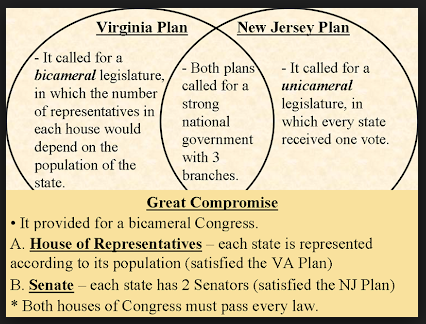 Virginia Plan
- It called for a
bicameral legislature,
in which the number
of representatives in
each house would
depend on the
population of the
state.
- Both plans
called for a
strong
national
government
with 3
branches.
New Jersey Plan
- It called for a
unicameral
legislature, in
which every state
received one vote.
Great Compromise
• It provided for a bicameral Congress.
A. House of Representatives – each state is represented
according to its population (satisfied the VA Plan)
B. Senate – each state has 2 Senators (satisfied the NJ Plan)
* Both houses of Congress must pass every law.